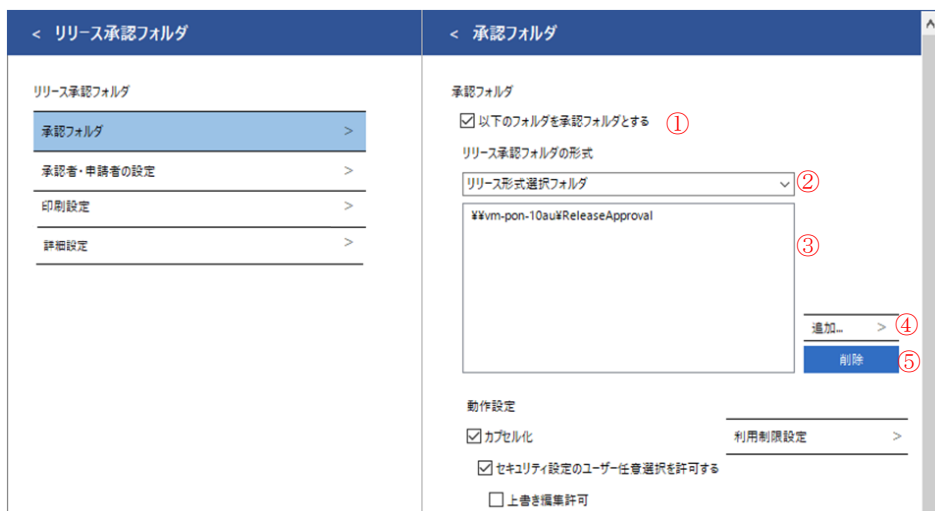 < リリース承認フォルダ
リリース承認フォルダ
承認フォルダ >
承認者・申請者の設定 >
印刷設定 >
詳細設定 >
< 承認フォルダ
承認フォルダ
以下のフォルダを承認フォルダとする ①
リリース承認フォルダの形式
リリース形式選択フォルダ ②
¥¥vm-pon-10au¥ReleaseApproval
③
追加... > ④
削除 ⑤
動作設定
カプセル化
利用制限設定 >
セキュリティ設定のユーザー任意選択を許可する
上書き編集許可